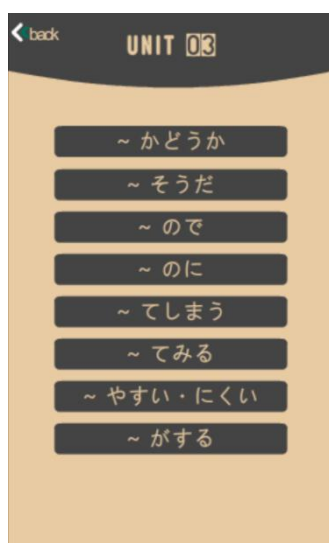 back
UNIT 03
~ かどうか
~ そうだ
~ ので
~ のに
~ てしまう
~ てみる
~ やすい・にくい
~ がする